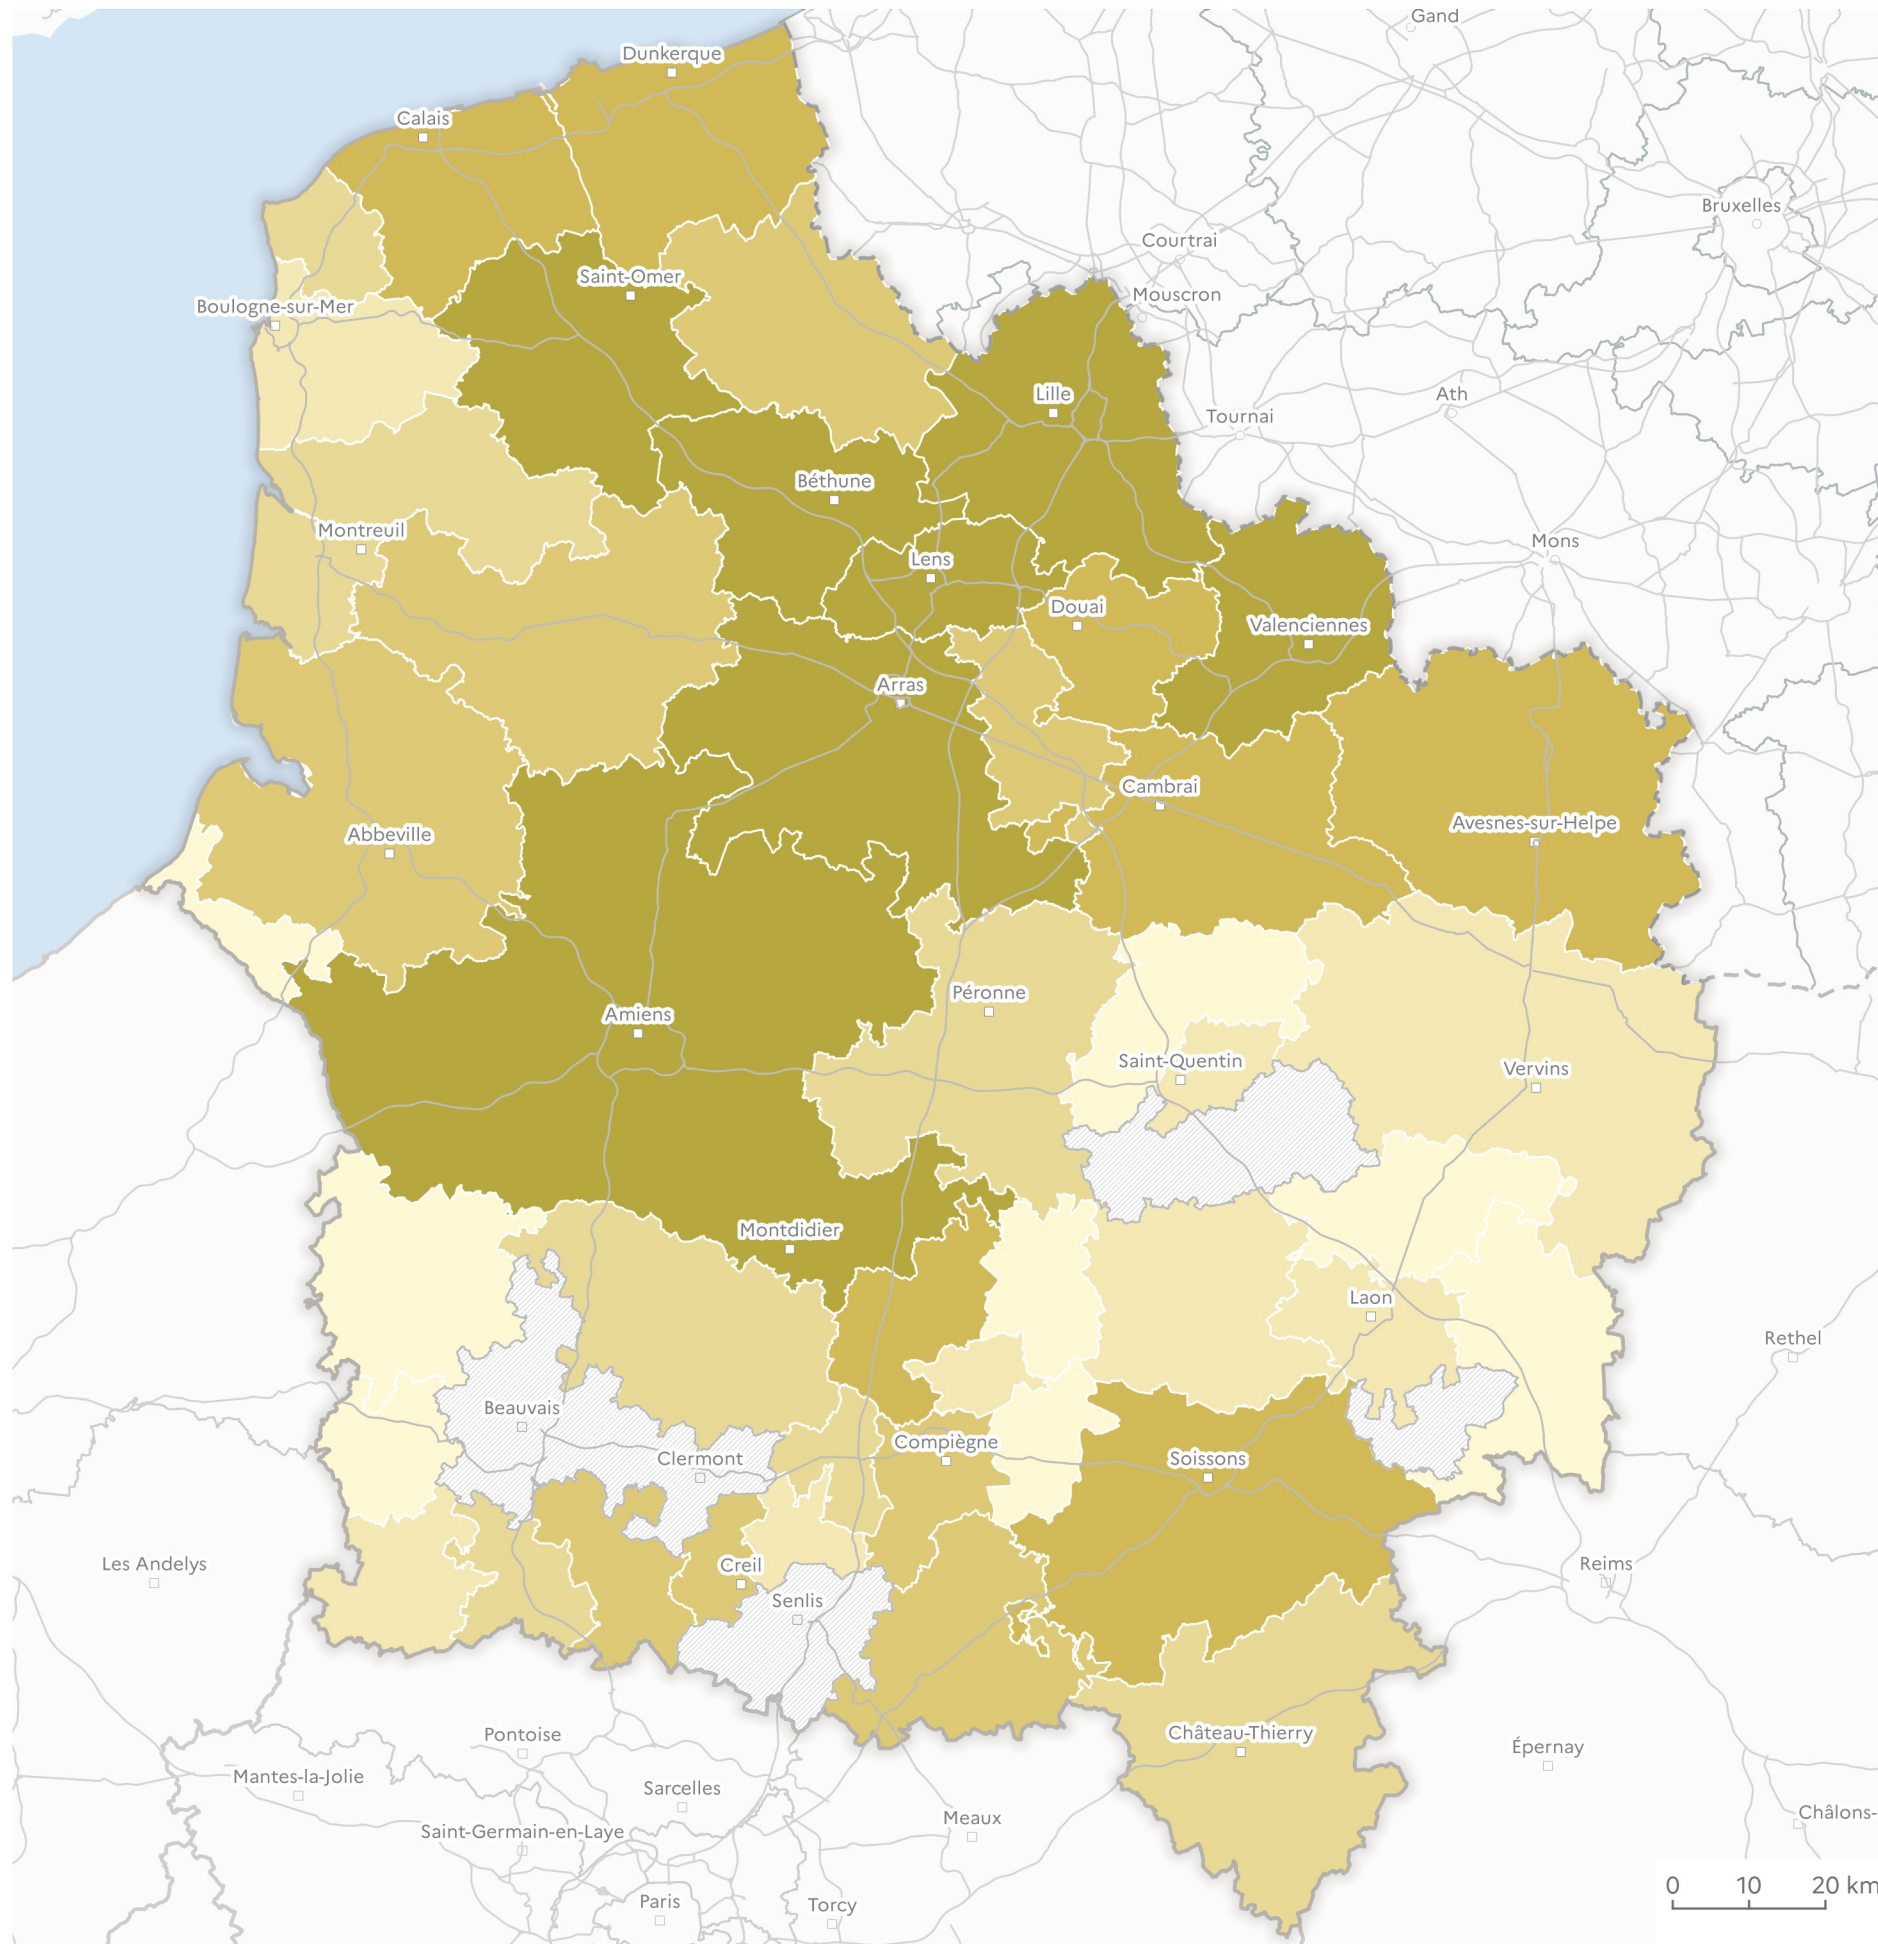 Gand
Dunkerque
Calais
Bruxelles
Courtrai
Saint-Omer
Mouscron
Boulogne-sur-Mer
Lille
Ath
Tournai
Béthune
Montreuil
Mons
Lens
Douai
Valenciennes
Arras
Cambrai
Avesnes-sur-Helpe
Abbeville
Péronne
Amiens
Saint-Quentin
Vervins
Montdidier
Laon
Rethel
Beauvais
Compiègne
Clermont
Soissons
Les Andelys
Creil
Reims
Senlis
Pontoise
Château-Thierry
Épernay
Mantes-la-Jolie
Sarcelles
Meaux
Châlons-
Saint-Germain-en-Laye
Paris
Torcy
0 10 20 km